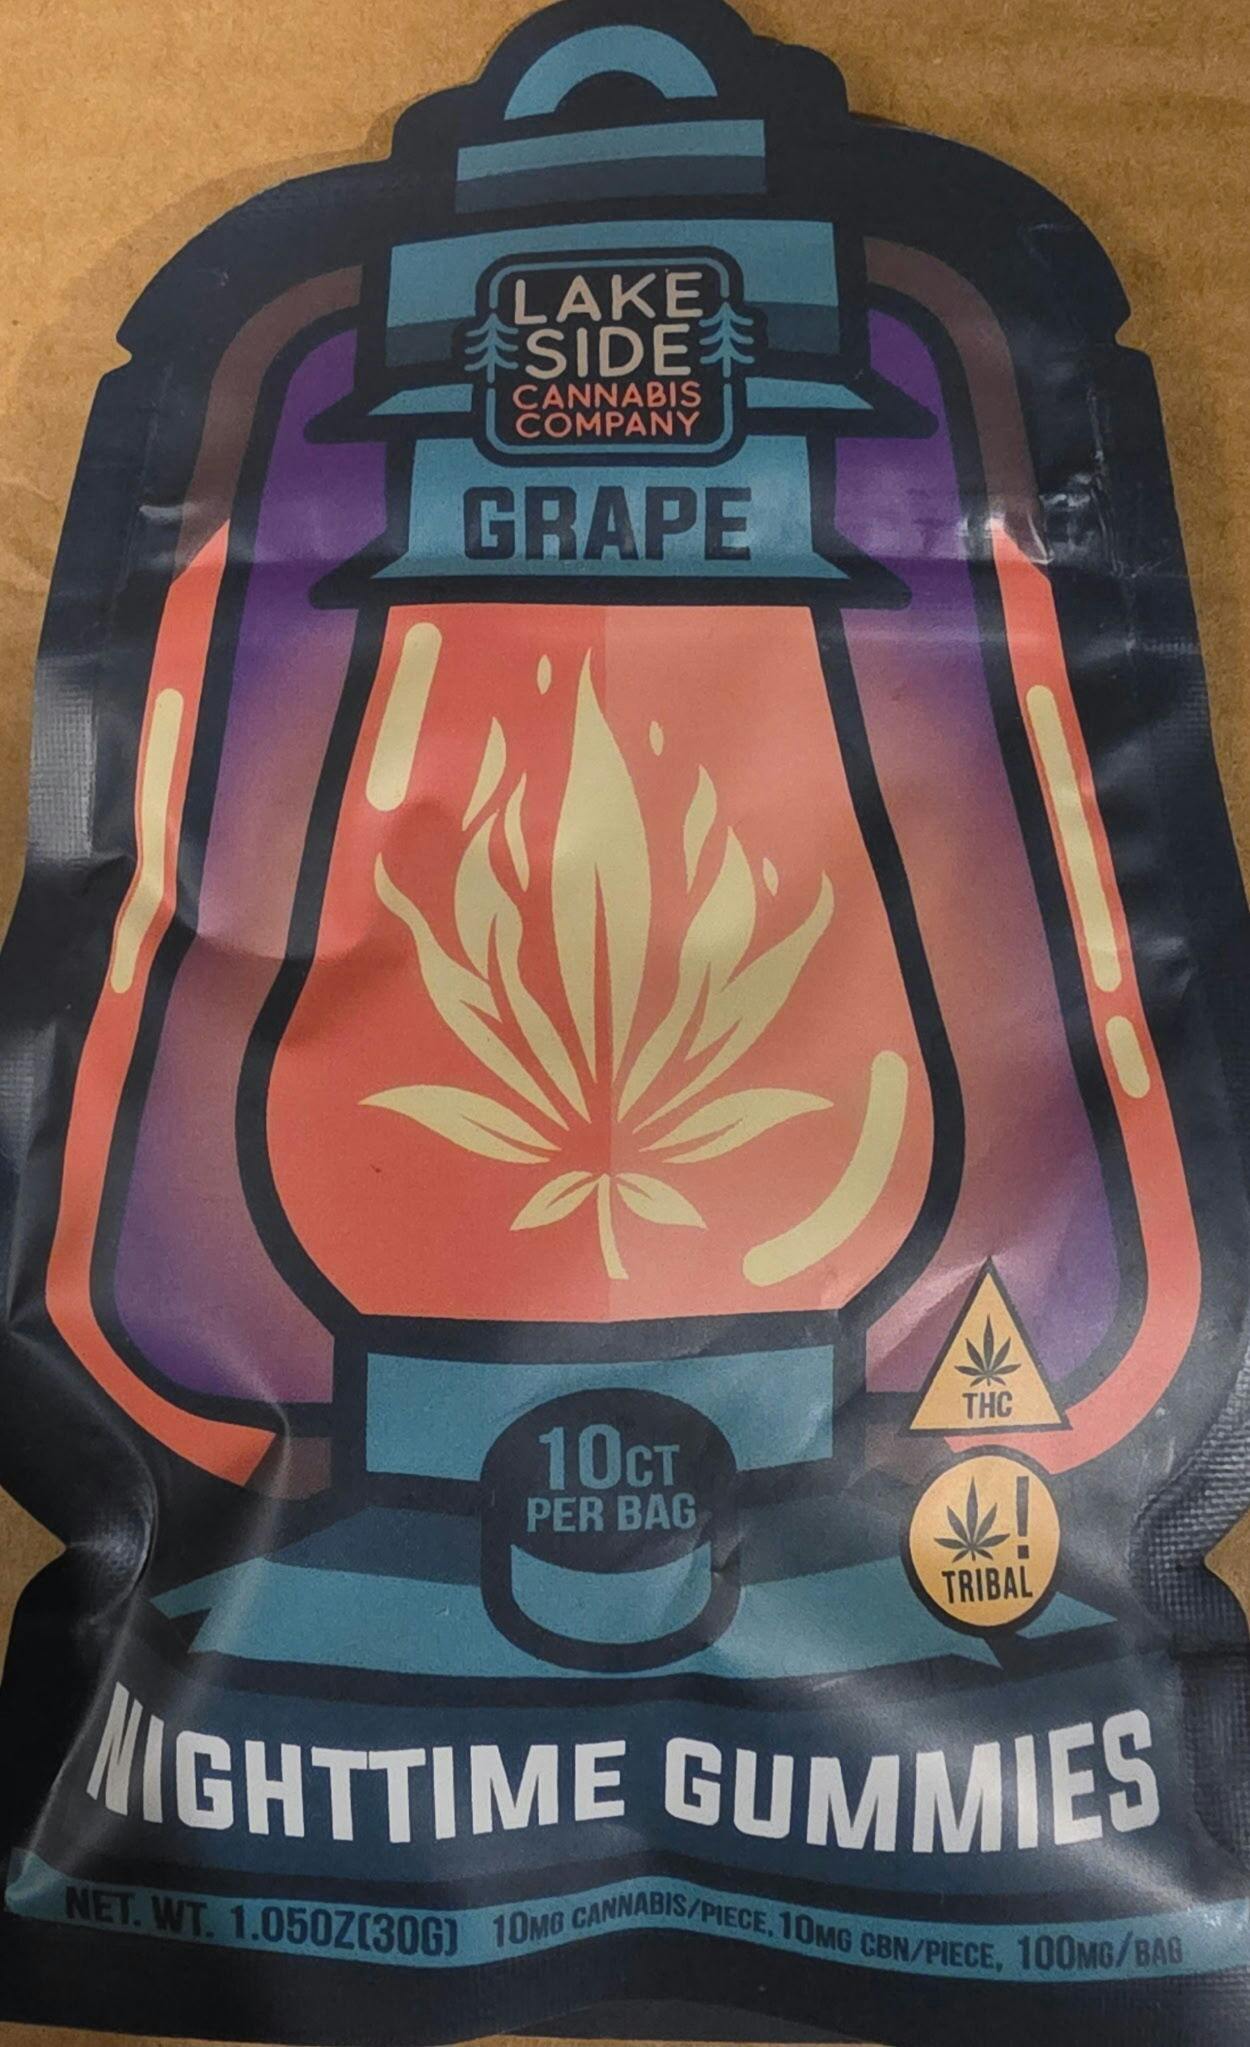 LAKE
SIDE
CANNABIS
COMPANY
GRAPE
THC
10CT
PER BAG
!
TRIBAL
NIGHTTIME GUMMIES
NET. WT. 1.05OZ(30G) 10MG CANNABIS/PIECE, 10MG CBN/PIECE, 100MG/BAG